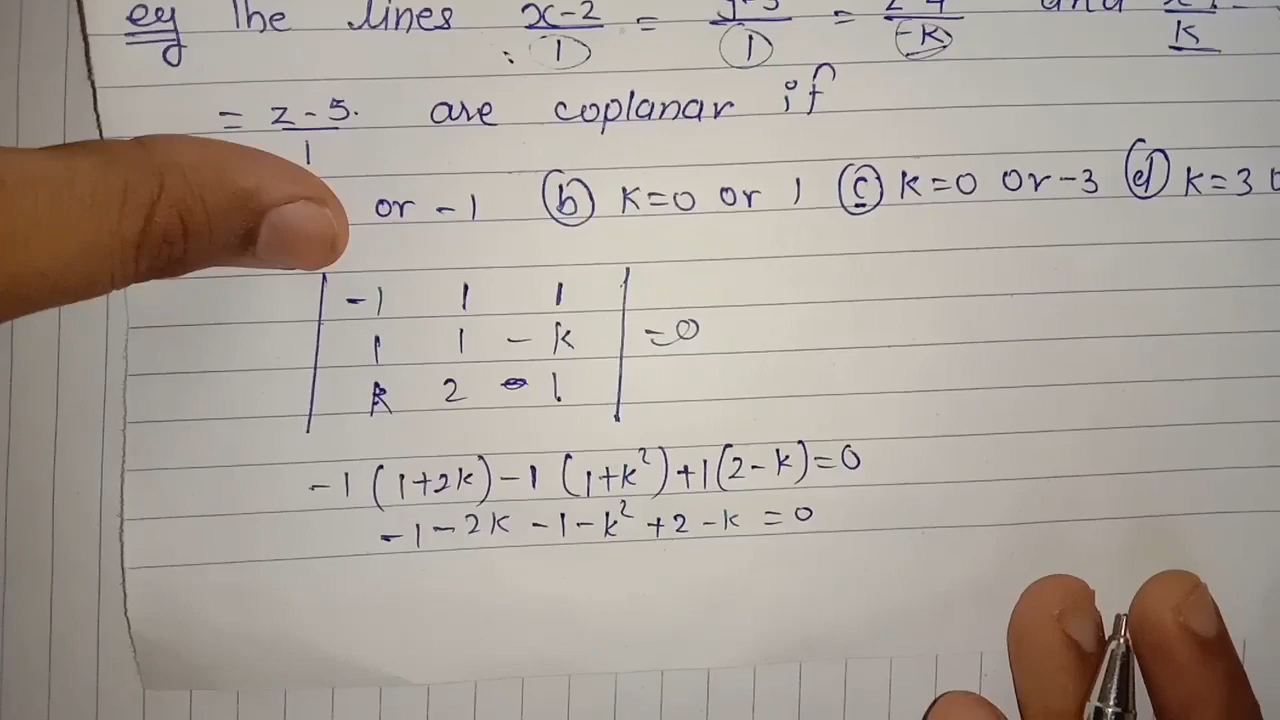 eg The lines x-2/1 = y-3/1 = z-4/-k and
k
= z-5/1 are coplanar if
or -1 (b) K=0 or 1 (c) K=0 or -3 (d) K=3
| -1 1 1 |
| 1 1 -k | =0
| k 2 1 |
-1 (1+2k) -1 (1+k²) +1(2-k)=0
-1-2k -1-k² +2-k =0